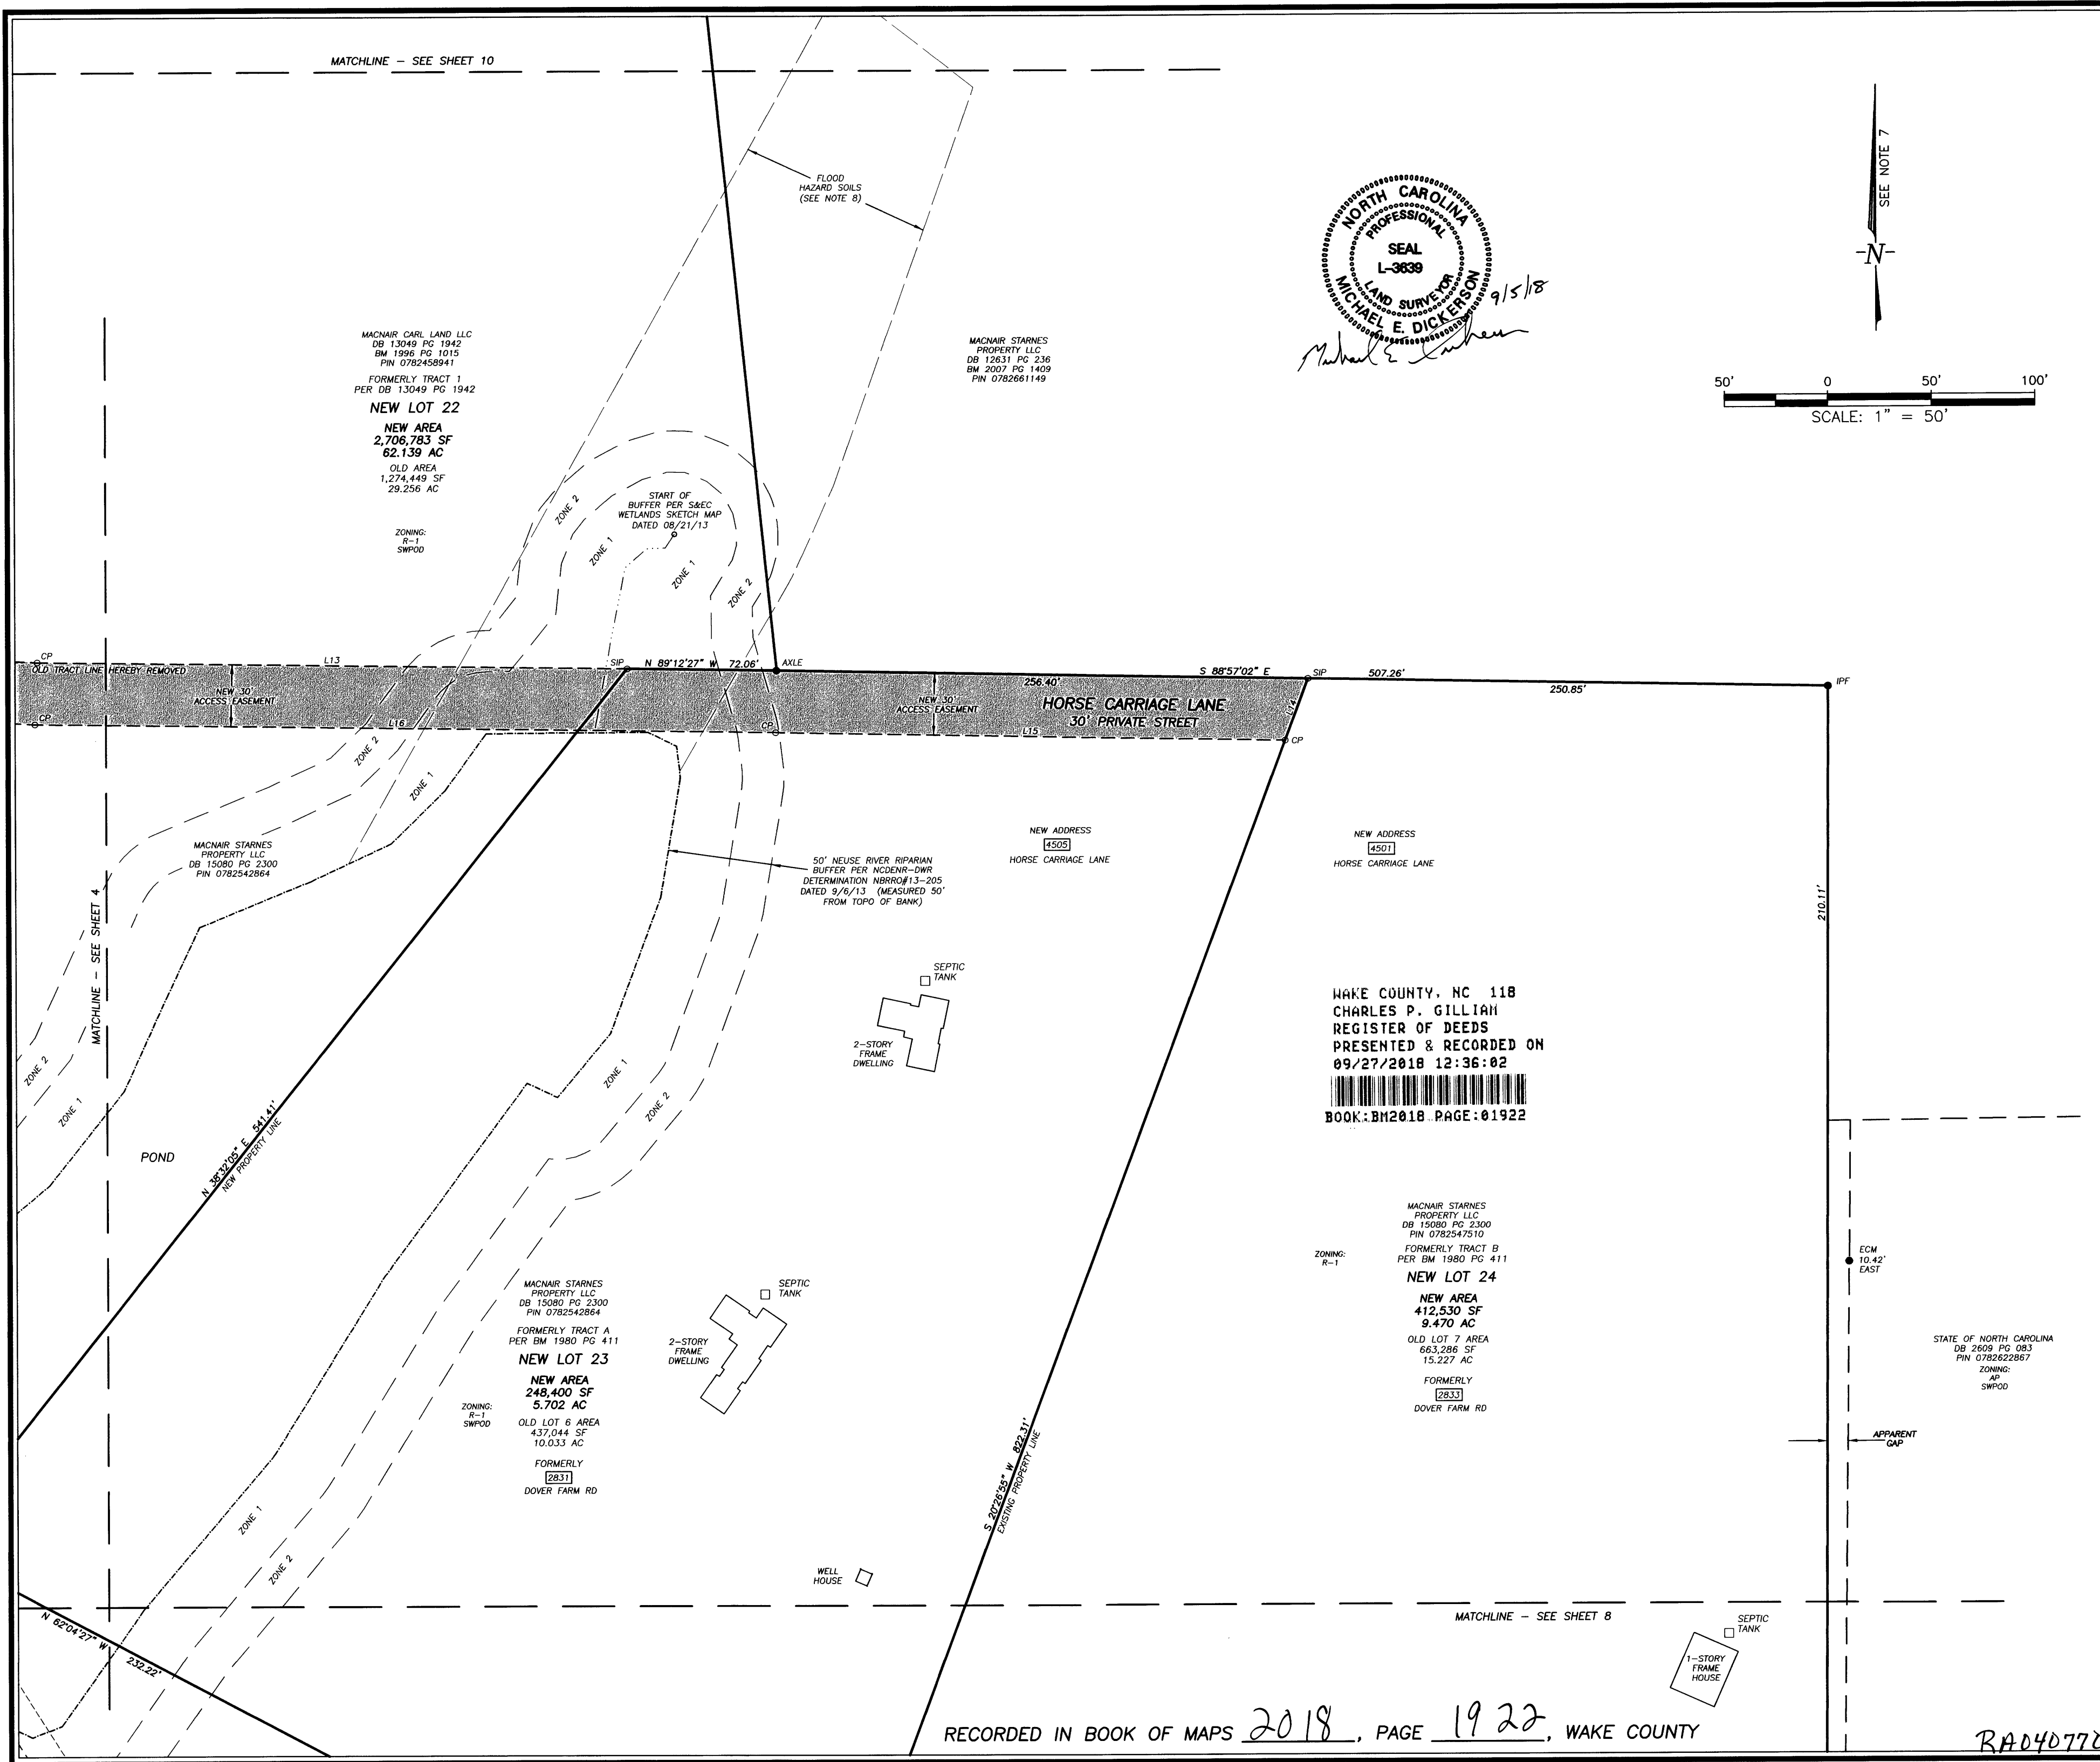 MATCHLINE – SEE SHEET 10
FLOOD
HAZARD SOILS
(SEE NOTE 8)
NORTH CAROLINA
PROFESSIONAL
SEAL
L-3839
LAND SURVEYOR
MICHAEL E. DICKERSON
9/5/18
SEE NOTE 7
-N-
50' 0 50' 100'
SCALE: 1" = 50'
MACNAIR CARL LAND LLC
DB 13049 PG 1942
BM 1996 PG 1015
PIN 0782458941
FORMERLY TRACT 1
PER DB 13049 PG 1942
NEW LOT 22
NEW AREA
2,706,783 SF
62.139 AC
OLD AREA
1,274,449 SF
29.256 AC
ZONING:
R-1
SWPOD
MACNAIR STARNES
PROPERTY LLC
DB 12631 PG 236
BM 2007 PG 1409
PIN 0782661149
START OF
BUFFER PER S&EC
WETLANDS SKETCH MAP
DATED 08/21/13
ZONE 2
ZONE 1
ZONE 1
ZONE 2
CP
OLD TRACT LINE HEREBY REMOVED
L13
SIP
N 89°12'27" W 72.06'
AXLE
S 88°57'02" E
SIP
507.26'
IPF
256.40'
250.85'
NEW 30'
ACCESS EASEMENT
NEW 30'
ACCESS EASEMENT
HORSE CARRIAGE LANE
30' PRIVATE STREET
L14
CP
L16
CP
L15
CP
ZONE 2
ZONE 1
MACNAIR STARNES
PROPERTY LLC
DB 15080 PG 2300
PIN 0782542864
50' NEUSE RIVER RIPARIAN
BUFFER PER NCDENR-DWR
DETERMINATION NBRRO#13-205
DATED 9/6/13 (MEASURED 50'
FROM TOPO OF BANK)
NEW ADDRESS
4505
HORSE CARRIAGE LANE
NEW ADDRESS
4501
HORSE CARRIAGE LANE
210.11'
MATCHLINE – SEE SHEET 4
SEPTIC
TANK
2-STORY
FRAME
DWELLING
WAKE COUNTY, NC 118
CHARLES P. GILLIAM
REGISTER OF DEEDS
PRESENTED & RECORDED ON
09/27/2018 12:36:02
BOOK:BM2018 PAGE:01922
ZONE 2
ZONE 1
ZONE 1
ZONE 2
POND
N 38°32'05" E 541.41'
NEW PROPERTY LINE
MACNAIR STARNES
PROPERTY LLC
DB 15080 PG 2300
PIN 0782542864
FORMERLY TRACT A
PER BM 1980 PG 411
NEW LOT 23
NEW AREA
248,400 SF
5.702 AC
OLD LOT 6 AREA
437,044 SF
10.033 AC
FORMERLY
2831
DOVER FARM RD
ZONING:
R-1
SWPOD
SEPTIC
TANK
2-STORY
FRAME
DWELLING
ZONING:
R-1
MACNAIR STARNES
PROPERTY LLC
DB 15080 PG 2300
PIN 0782547510
FORMERLY TRACT B
PER BM 1980 PG 411
NEW LOT 24
NEW AREA
412,530 SF
9.470 AC
OLD LOT 7 AREA
663,286 SF
15.227 AC
FORMERLY
2833
DOVER FARM RD
ECM
10.42'
EAST
STATE OF NORTH CAROLINA
DB 2609 PG 083
PIN 0782622867
ZONING:
AP
SWPOD
APPARENT
GAP
S 20°26'55" W 822.31'
EXISTING PROPERTY LINE
ZONE 1
ZONE 2
WELL
HOUSE
N 62°04'27" W
232.22'
MATCHLINE – SEE SHEET 8
SEPTIC
TANK
1-STORY
FRAME
HOUSE
RECORDED IN BOOK OF MAPS 2018, PAGE 1922, WAKE COUNTY